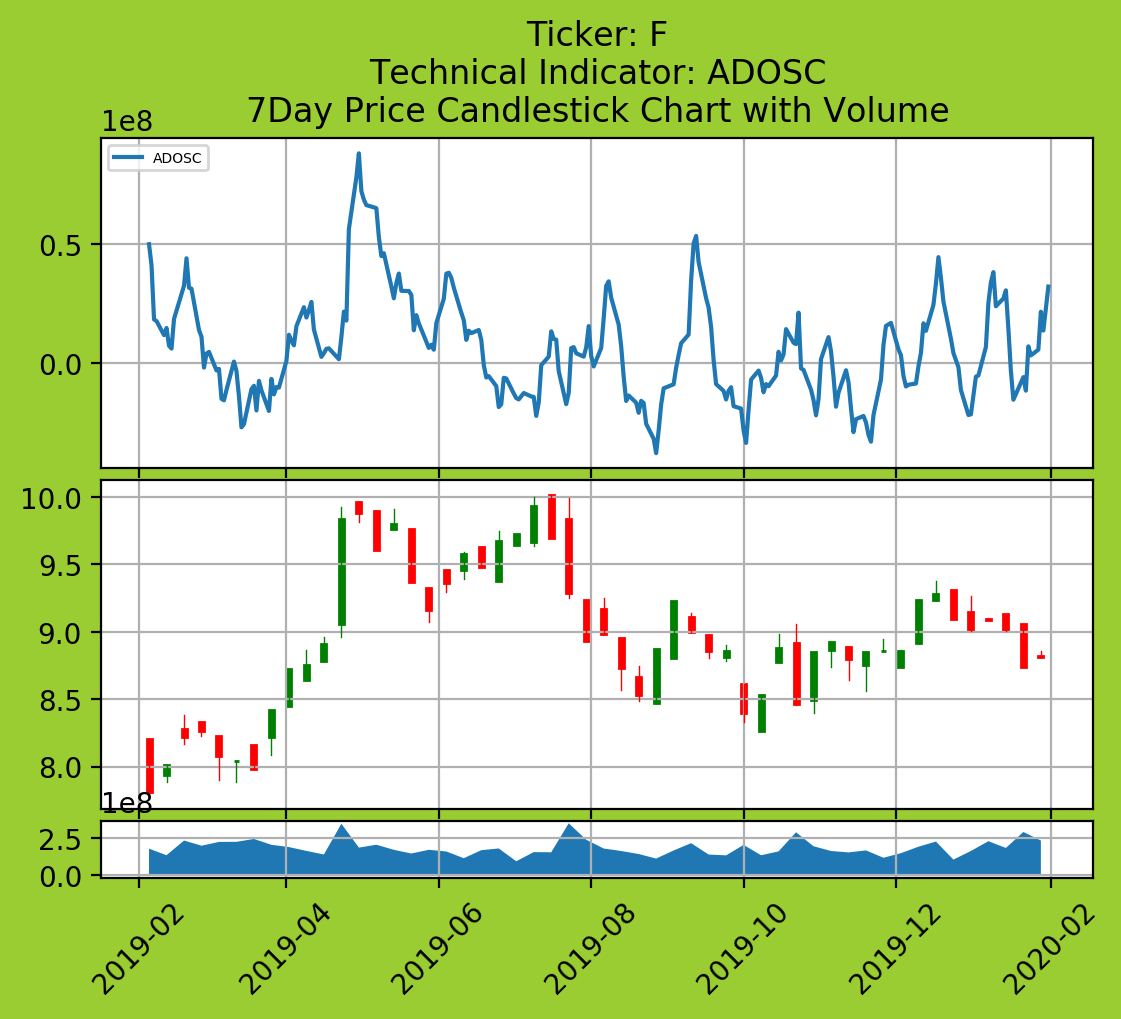 Ticker: F
Technical Indicator: ADOSC
7Day Price Candlestick Chart with Volume
1e8
ADOSC
0.5
0.0
10.0
9.5
9.0
8.5
8.0
1e8
2.5
0.0
2019-02
2019-04
2019-06
2019-08
2019-10
2019-12
2020-02